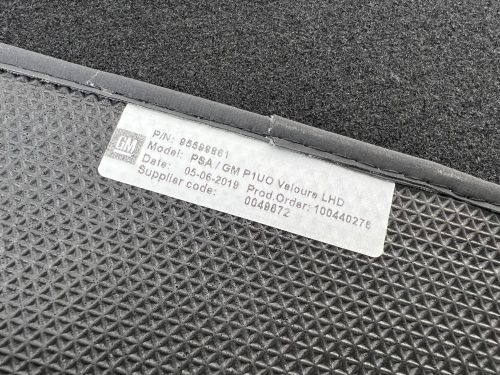 GM
P/N: 95599861
Model: PSA / GM P1UO Velours LHD
Date: 05-06-2019 Prod.Order: 100440276
Supplier code: 0049672